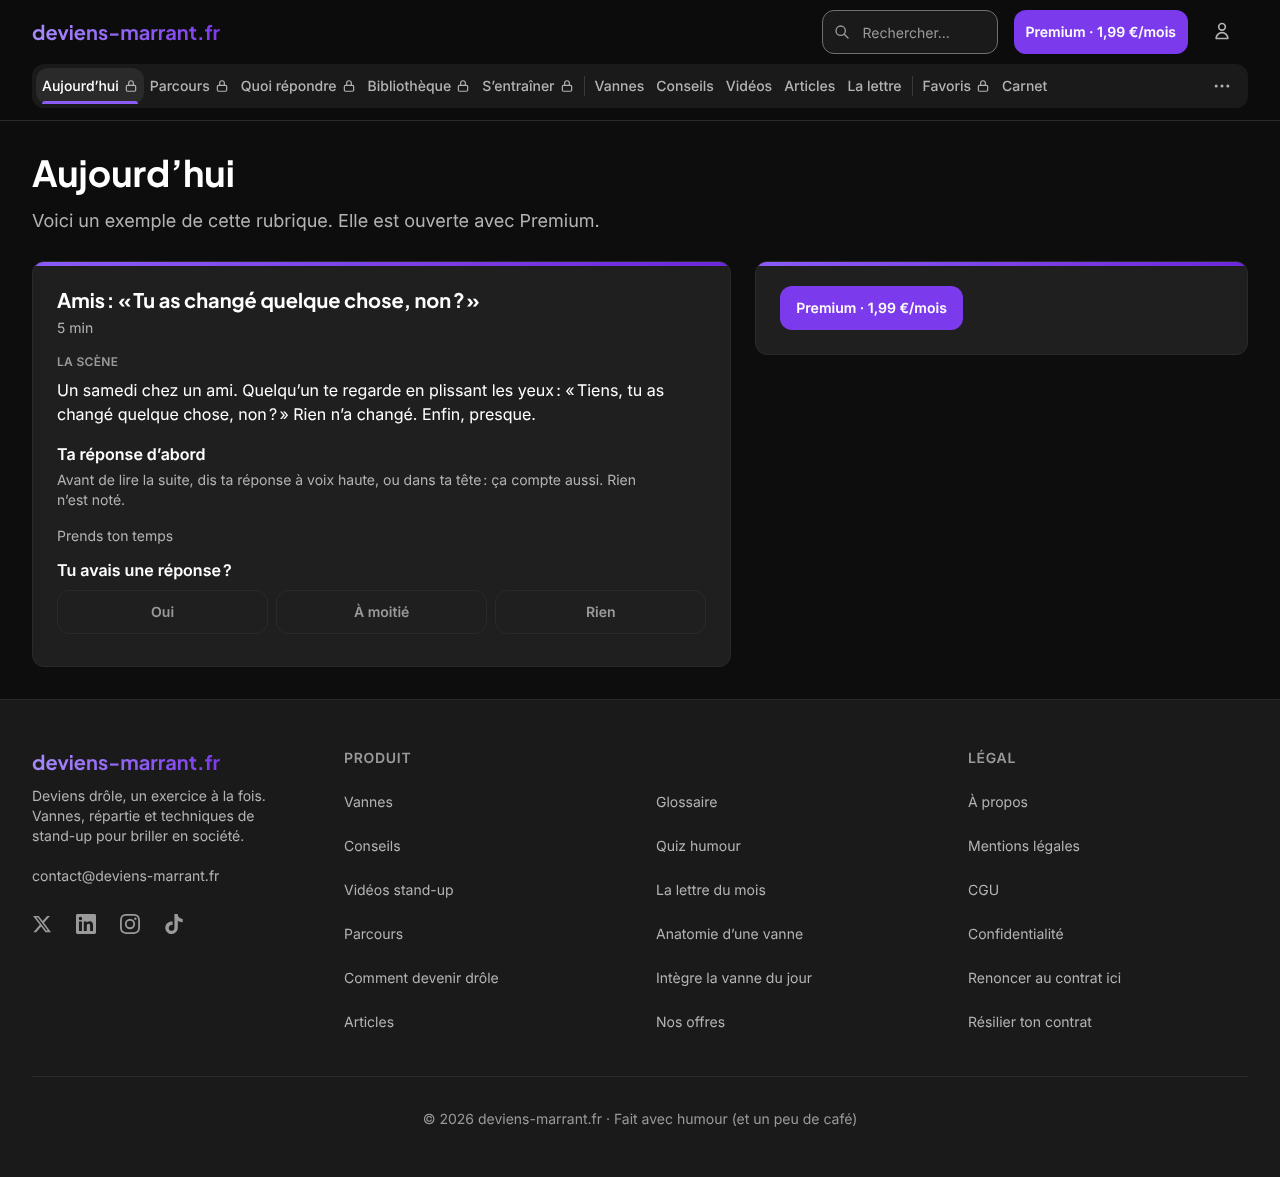 deviens-marrant.fr
Rechercher...
Premium · 1,99 €/mois
Aujourd’hui
Parcours
Quoi répondre
Bibliothèque
S’entraîner
Vannes
Conseils
Vidéos
Articles
La lettre
Favoris
Carnet
Aujourd’hui
Voici un exemple de cette rubrique. Elle est ouverte avec Premium.
Amis : « Tu as changé quelque chose, non ? »
5 min
LA SCÈNE
Un samedi chez un ami. Quelqu’un te regarde en plissant les yeux : « Tiens, tu as
changé quelque chose, non ? » Rien n’a changé. Enfin, presque.
Ta réponse d’abord
Avant de lire la suite, dis ta réponse à voix haute, ou dans ta tête : ça compte aussi. Rien
n’est noté.
Prends ton temps
Tu avais une réponse ?
Oui
À moitié
Rien
Premium · 1,99 €/mois
deviens-marrant.fr
Deviens drôle, un exercice à la fois.
Vannes, répartie et techniques de
stand-up pour briller en société.
contact@deviens-marrant.fr
PRODUIT
Vannes
Conseils
Vidéos stand-up
Parcours
Comment devenir drôle
Articles
Glossaire
Quiz humour
La lettre du mois
Anatomie d’une vanne
Intègre la vanne du jour
Nos offres
LÉGAL
À propos
Mentions légales
CGU
Confidentialité
Renoncer au contrat ici
Résilier ton contrat
© 2026 deviens-marrant.fr · Fait avec humour (et un peu de café)